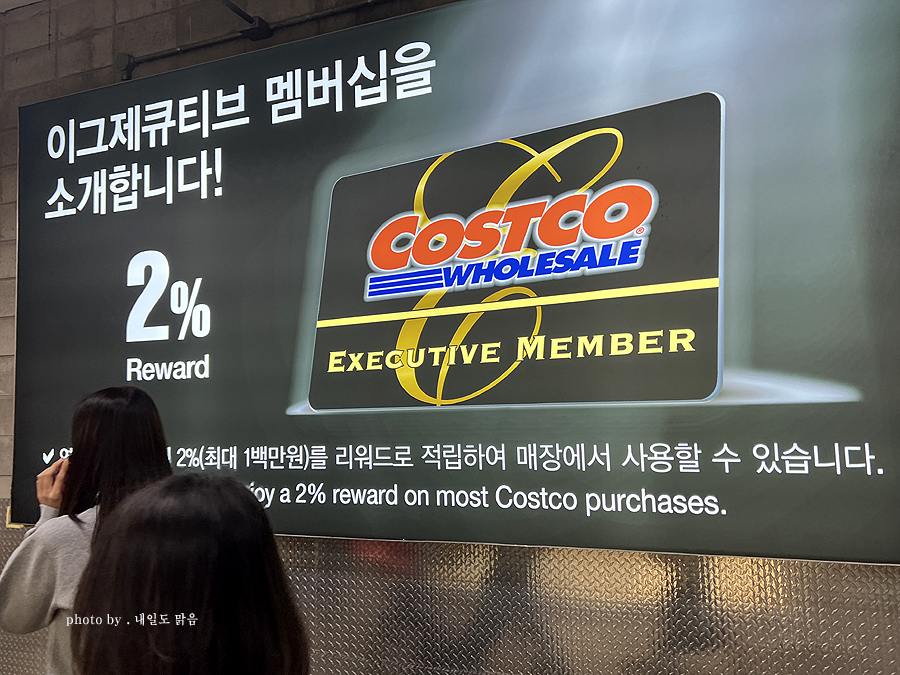 이그제큐티브 멤버십을
소개합니다!
COSTCO
WHOLESALE
2%
Reward
EXECUTIVE MEMBER
2%(최대 1백만원)를 리워드로 적립하여 매장에서 사용할 수 있습니다.
a 2% reward on most Costco purchases.
photo by . 내일도 맑음